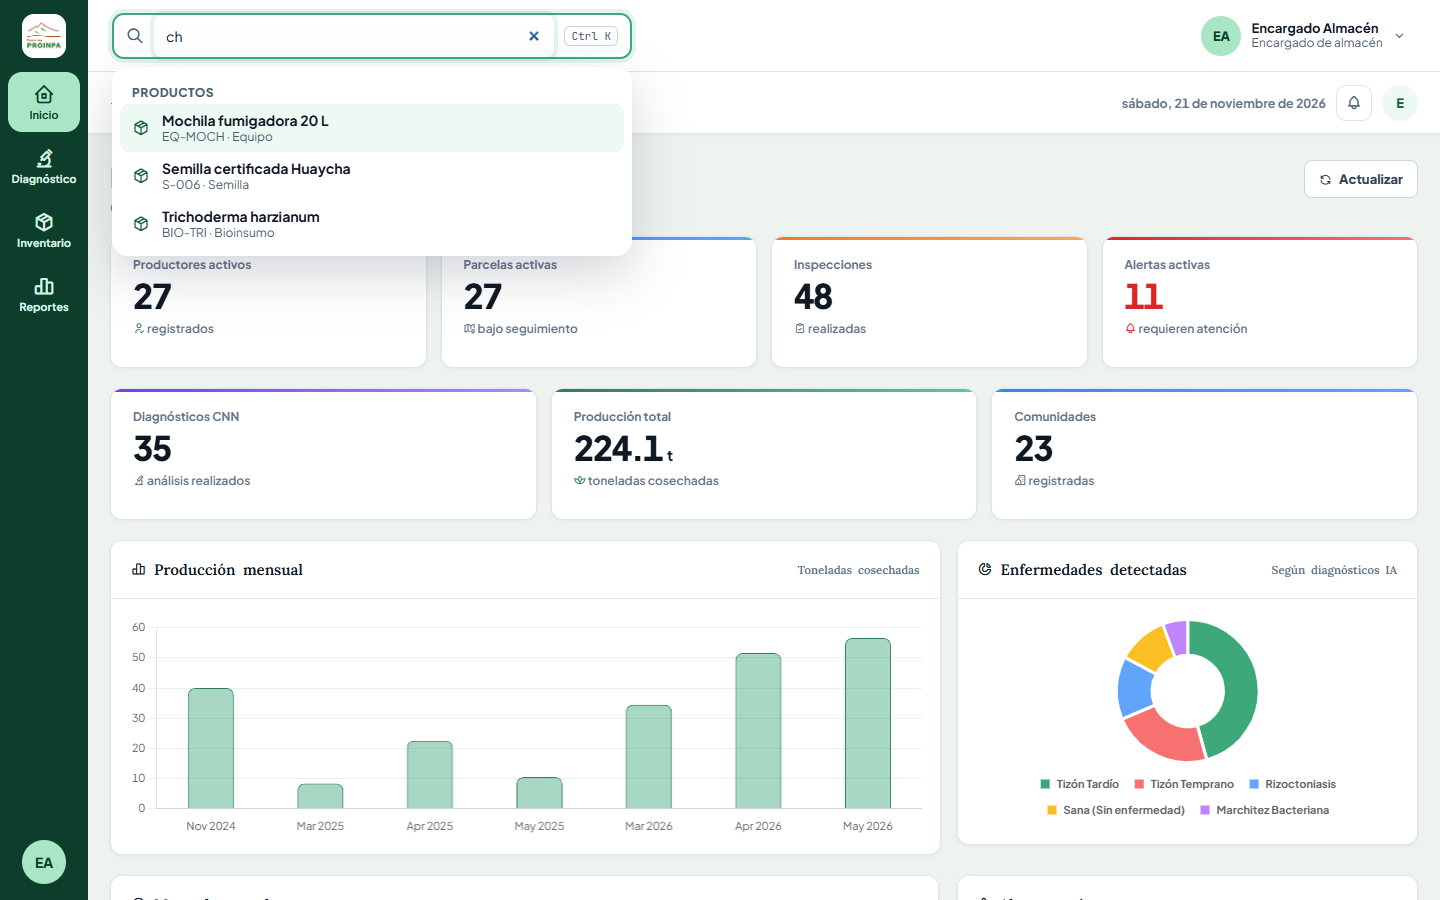 PROINPA
ch
Ctrl K
EA
Encargado Almacén
Encargado de almacén
PRODUCTOS
Mochila fumigadora 20 L
EQ-MOCH · Equipo
Semilla certificada Huaycha
S-006 · Semilla
Trichoderma harzianum
BIO-TRI · Bioinsumo
sábado, 21 de noviembre de 2026
E
Inicio
Diagnóstico
Inventario
Reportes
EA
Actualizar
Productores activos
27
registrados
Parcelas activas
27
bajo seguimiento
Inspecciones
48
realizadas
Alertas activas
11
requieren atención
Diagnósticos CNN
35
análisis realizados
Producción total
224.1 t
toneladas cosechadas
Comunidades
23
registradas
Producción mensual
Toneladas cosechadas
60
50
40
30
20
10
0
Nov 2024
Mar 2025
Apr 2025
May 2025
Mar 2026
Apr 2026
May 2026
Enfermedades detectadas
Según diagnósticos IA
Tizón Tardío
Tizón Temprano
Rizoctoniasis
Sana (Sin enfermedad)
Marchitez Bacteriana